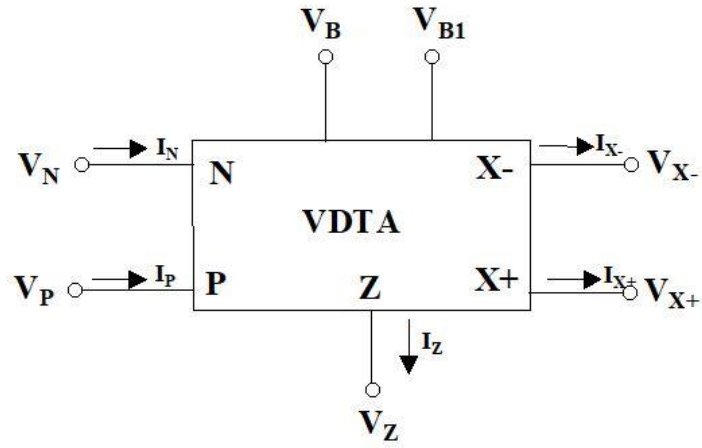 V_B V_B1
I_N I_X-
V_N N X- V_X-
VDTA
I_P I_X+
V_P P Z X+ V_X+
I_Z
V_Z